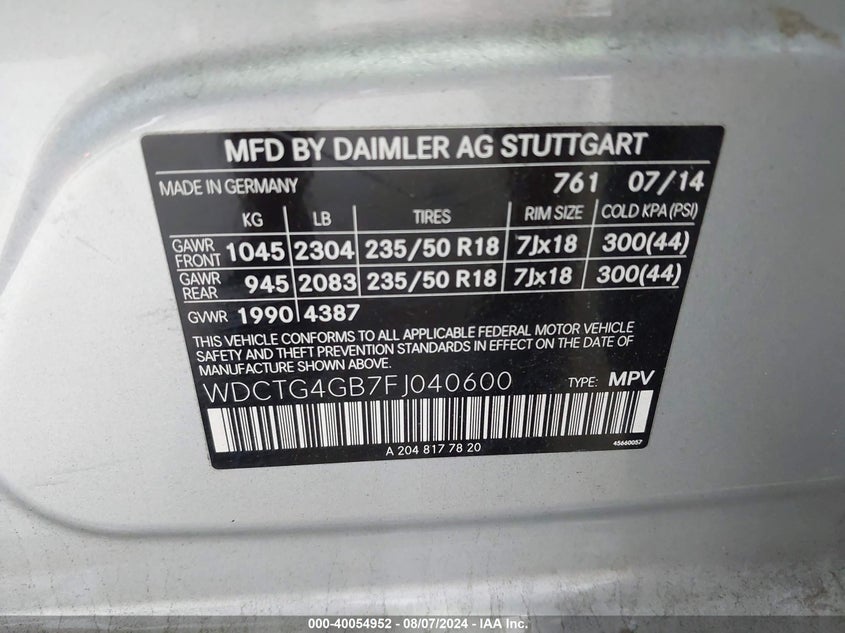 MFD BY DAIMLER AG STUTTGART
MADE IN GERMANY 761 07/14
KG LB TIRES RIM SIZE COLD KPA (PSI)
GAWR FRONT 1045 2304 235/50 R18 7Jx18 300(44)
GAWR REAR 945 2083 235/50 R18 7Jx18 300(44)
GVWR 1990 4387
THIS VEHICLE CONFORMS TO ALL APPLICABLE FEDERAL MOTOR VEHICLE
SAFETY AND THEFT PREVENTION STANDARDS IN EFFECT ON THE DATE OF
MANUFACTURE SHOWN ABOVE.
WDCTG4GB7FJ040600 TYPE: MPV
A 204 817 78 20 45660057
000-40054952 - 08/07/2024 - IAA Inc.